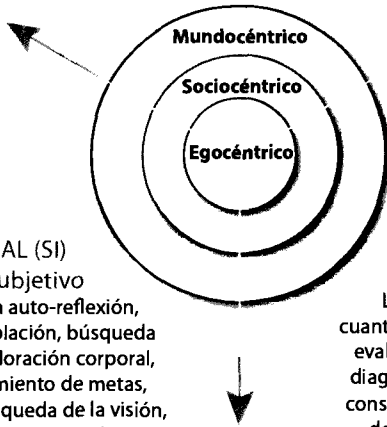 Mundocéntrico
Sociocéntrico
Egocéntrico
AL (SI)
ubjetivo
auto-reflexión,
lación, búsqueda
loración corporal,
miento de metas,
queda de la visión,
L
cuant
eval
diag
cons